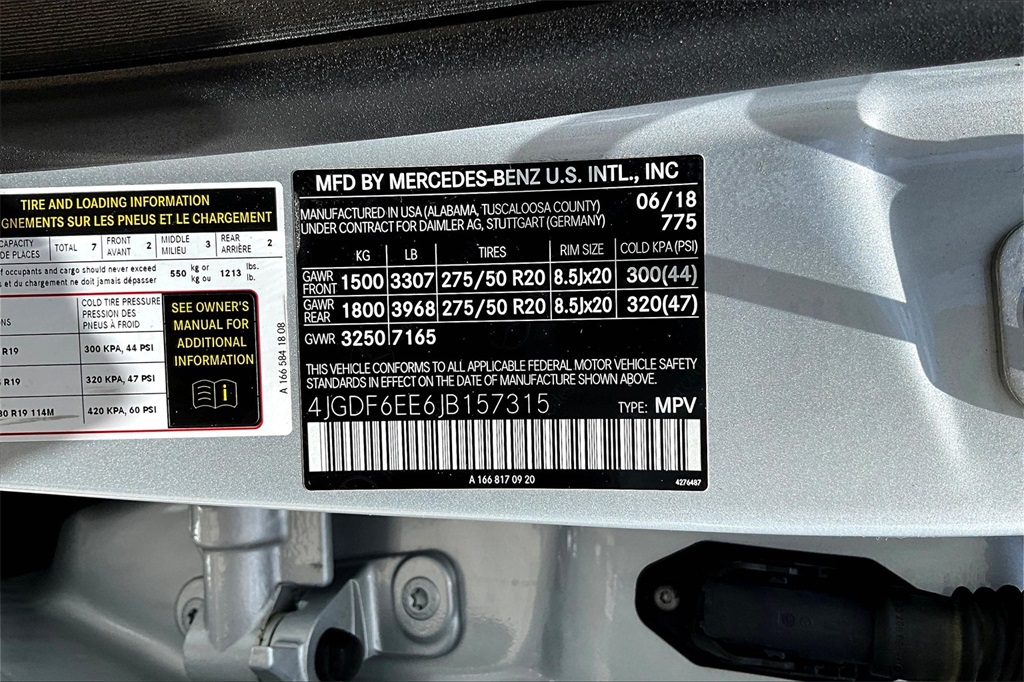 TIRE AND LOADING INFORMATION
GNEMENTS SUR LES PNEUS ET LE CHARGEMENT
CAPACITY
DE PLACES
TOTAL 7
FRONT
AVANT 2
MIDDLE
MILIEU 3
REAR
ARRIÈRE 2
of occupants and cargo should never exceed
s et du chargement ne doit jamais dépasser
550 kg or
kg ou
1213 lbs.
lb.
COLD TIRE PRESSURE
PRESSION DES
PNEUS À FROID
R19
300 KPA, 44 PSI
R19
320 KPA, 47 PSI
R19 114M
420 KPA, 60 PSI
SEE OWNER'S
MANUAL FOR
ADDITIONAL
INFORMATION
A 166 584 18 08
MFD BY MERCEDES-BENZ U.S. INTL., INC
MANUFACTURED IN USA (ALABAMA, TUSCALOOSA COUNTY)
UNDER CONTRACT FOR DAIMLER AG, STUTTGART (GERMANY)
06/18
775
KG LB TIRES RIM SIZE COLD KPA (PSI)
GAWR
FRONT 1500 3307 275/50 R20 8.5Jx20 300(44)
GAWR
REAR 1800 3968 275/50 R20 8.5Jx20 320(47)
GVWR 3250 7165
THIS VEHICLE CONFORMS TO ALL APPLICABLE FEDERAL MOTOR VEHICLE SAFETY
STANDARDS IN EFFECT ON THE DATE OF MANUFACTURE SHOWN ABOVE.
4JGDF6EE6JB157315 TYPE: MPV
A 166 817 09 20
4276487